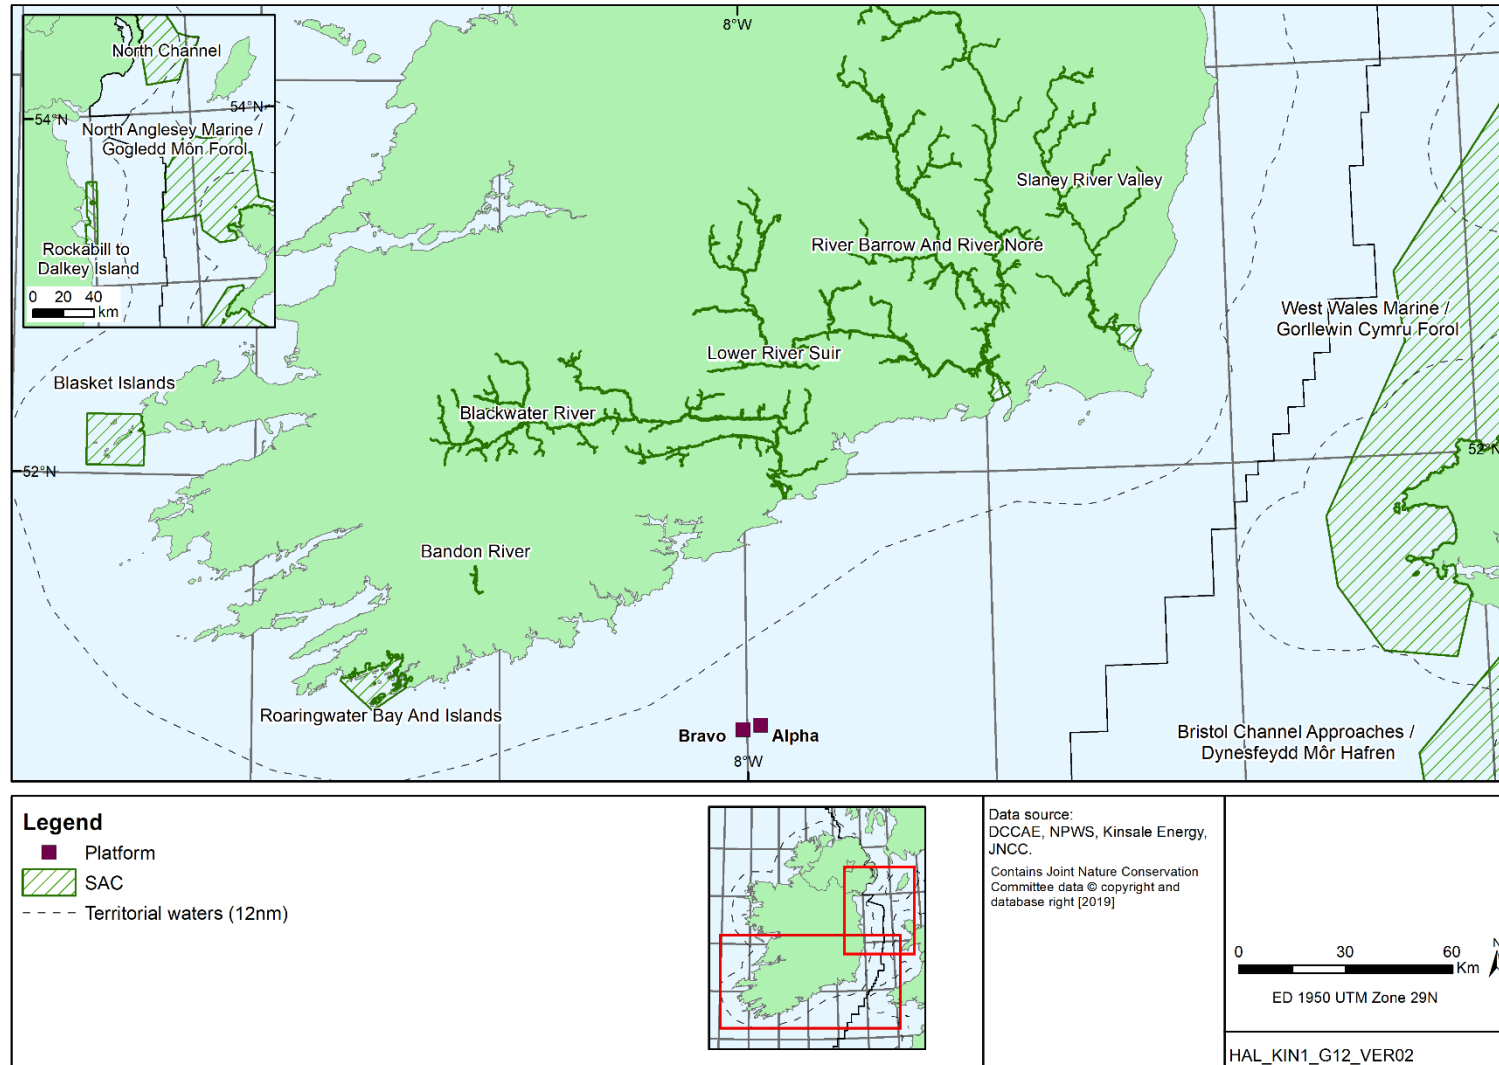 8°W
North Channel
54°N
54°N
North Anglesey Marine /
Gogledd Môn Forol
Rockabill to
Dalkey Island
0 20 40
km
Slaney River Valley
River Barrow And River Nore
West Wales Marine /
Gorllewin Cymru Forol
Lower River Suir
Blasket Islands
Blackwater River
52°N
52°N
Bandon River
Roaringwater Bay And Islands
Bravo
Alpha
8°W
Bristol Channel Approaches /
Dynesfeydd Môr Hafren
Legend
Platform
SAC
Territorial waters (12nm)
Data source:
DCCAE, NPWS, Kinsale Energy,
JNCC.
Contains Joint Nature Conservation
Committee data © copyright and
database right [2019]
N
0 30 60
Km
ED 1950 UTM Zone 29N
HAL_KIN1_G12_VER02